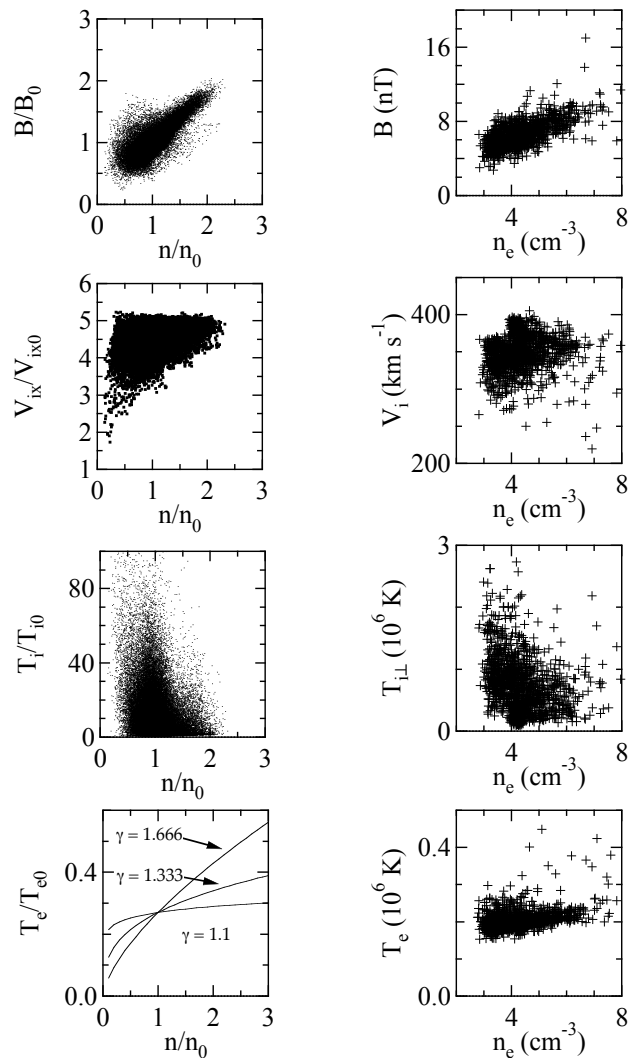 3
2
1
0
B/B₀
0 1 2 3
n/n₀
16
8
0
B (nT)
4 8
nₑ (cm⁻³)
6
5
4
3
2
1
Vᵢₓ/Vᵢₓ₀
0 1 2 3
n/n₀
400
200
Vᵢ (km s⁻¹)
4 8
nₑ (cm⁻³)
80
40
0
Tᵢ/Tᵢ₀
0 1 2 3
n/n₀
3
0
Tᵢ⊥ (10⁶ K)
4 8
nₑ (cm⁻³)
γ = 1.666
γ = 1.333
γ = 1.1
0.4
0.0
Tₑ/Tₑ₀
0 1 2 3
n/n₀
0.4
0.0
Tₑ (10⁶ K)
4 8
nₑ (cm⁻³)